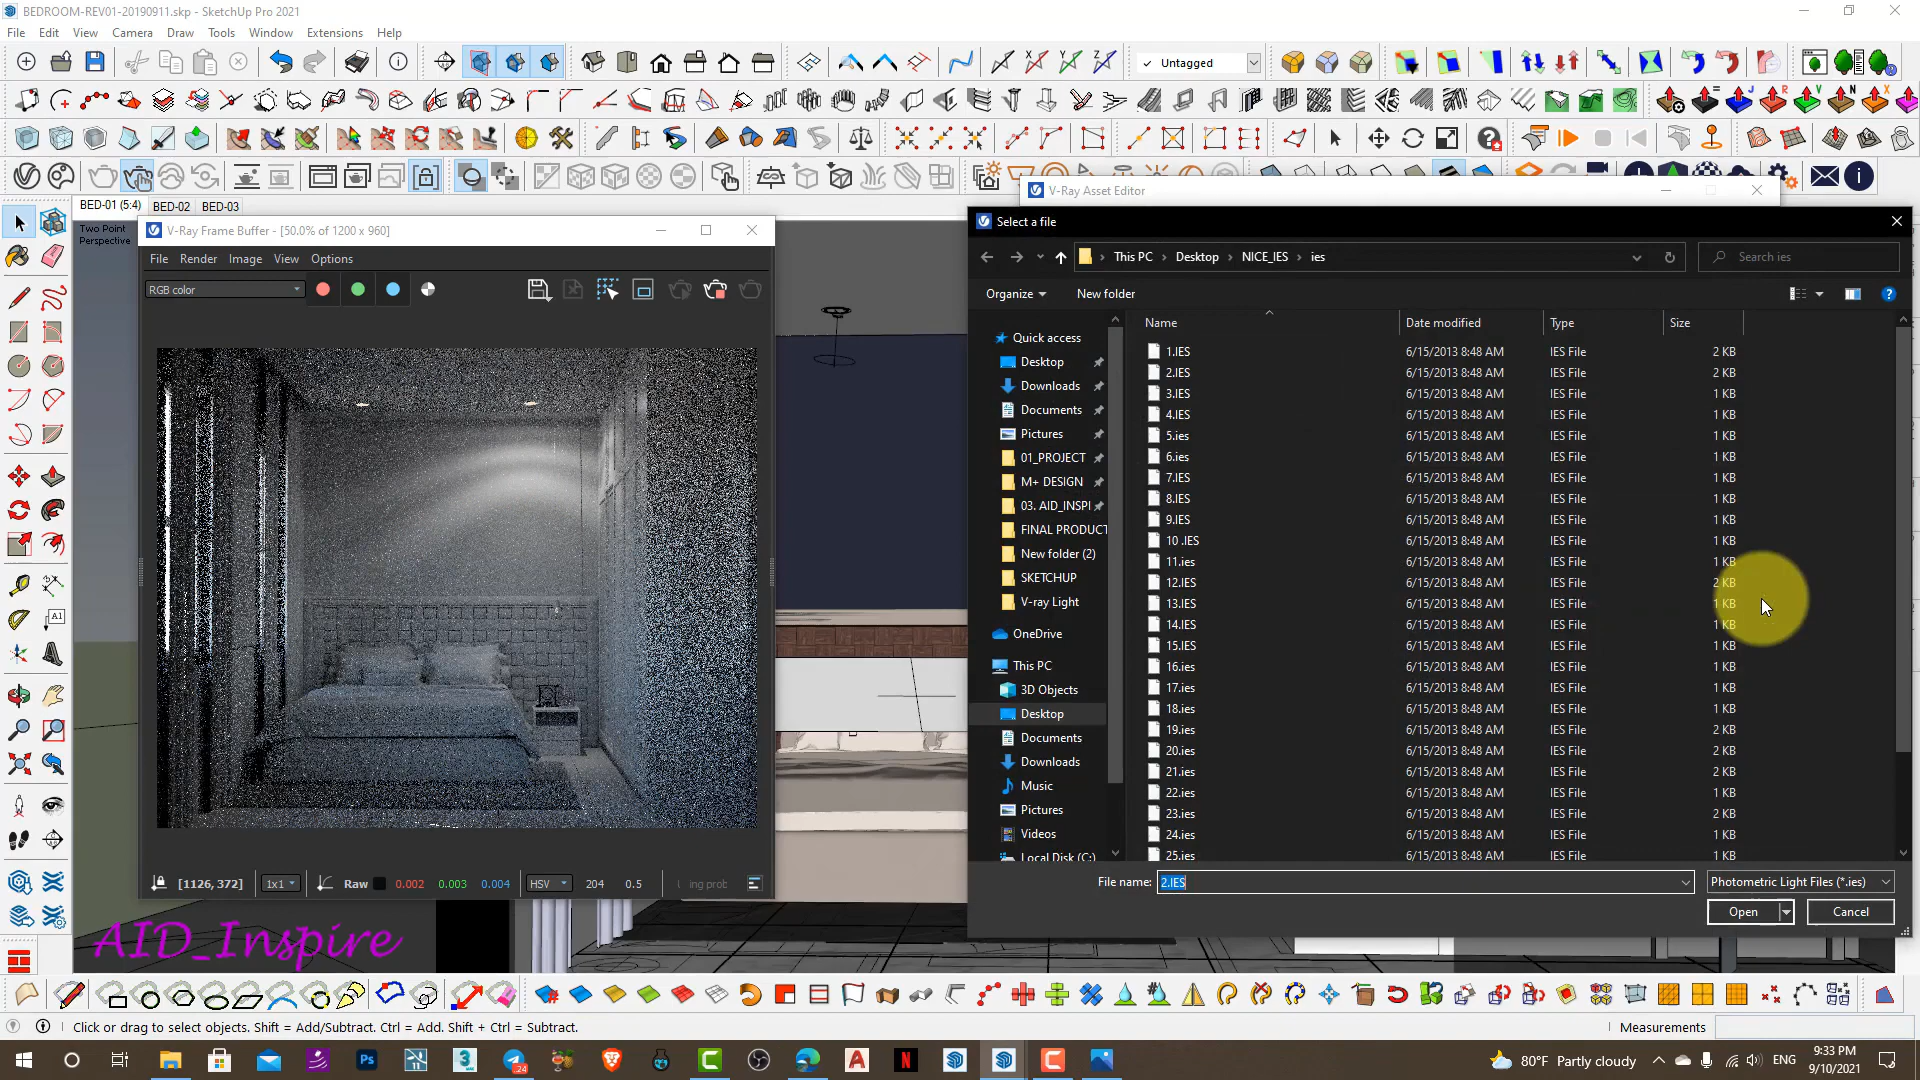 BEDROOM-REV01-20190911.skp - SketchUp Pro 2021
File Edit View Camera Draw Tools Window Extensions Help
Untagged
BED-01 (5:4) BED-02 BED-03
Two Point
Perspective
V-Ray Frame Buffer - [50.0% of 1200 x 960]
File Render Image View Options
RGB color
[1126, 372] 1x1 Raw 0.002 0.003 0.004 HSV 204 0.5
AID_Inspire
V-Ray Asset Editor
Select a file
This PC Desktop NICE_IES ies
Search ies
Organize New folder
Quick access
Desktop
Downloads
Documents
Pictures
01_PROJECT
M+ DESIGN
03. AID_INSPI
FINAL PRODUCT
New folder (2)
SKETCHUP
V-ray Light
OneDrive
This PC
3D Objects
Desktop
Documents
Downloads
Music
Pictures
Videos
Local Disk (C:)
Name Date modified Type Size
1.IES 6/15/2013 8:48 AM IES File 2 KB
2.IES 6/15/2013 8:48 AM IES File 2 KB
3.IES 6/15/2013 8:48 AM IES File 1 KB
4.IES 6/15/2013 8:48 AM IES File 1 KB
5.ies 6/15/2013 8:48 AM IES File 1 KB
6.ies 6/15/2013 8:48 AM IES File 1 KB
7.IES 6/15/2013 8:48 AM IES File 1 KB
8.IES 6/15/2013 8:48 AM IES File 1 KB
9.IES 6/15/2013 8:48 AM IES File 1 KB
10 .IES 6/15/2013 8:48 AM IES File 1 KB
11.ies 6/15/2013 8:48 AM IES File 1 KB
12.IES 6/15/2013 8:48 AM IES File 2 KB
13.IES 6/15/2013 8:48 AM IES File 1 KB
14.IES 6/15/2013 8:48 AM IES File 1 KB
15.IES 6/15/2013 8:48 AM IES File 1 KB
16.ies 6/15/2013 8:48 AM IES File 1 KB
17.ies 6/15/2013 8:48 AM IES File 1 KB
18.ies 6/15/2013 8:48 AM IES File 1 KB
19.ies 6/15/2013 8:48 AM IES File 2 KB
20.ies 6/15/2013 8:48 AM IES File 2 KB
21.ies 6/15/2013 8:48 AM IES File 2 KB
22.ies 6/15/2013 8:48 AM IES File 1 KB
23.ies 6/15/2013 8:48 AM IES File 2 KB
24.ies 6/15/2013 8:48 AM IES File 1 KB
25.ies 6/15/2013 8:48 AM IES File 1 KB
File name: 2.IES Photometric Light Files (*.ies)
Open Cancel
Click or drag to select objects. Shift = Add/Subtract. Ctrl = Add. Shift + Ctrl = Subtract.
Measurements
80°F Partly cloudy ENG
9:33 PM
9/10/2021